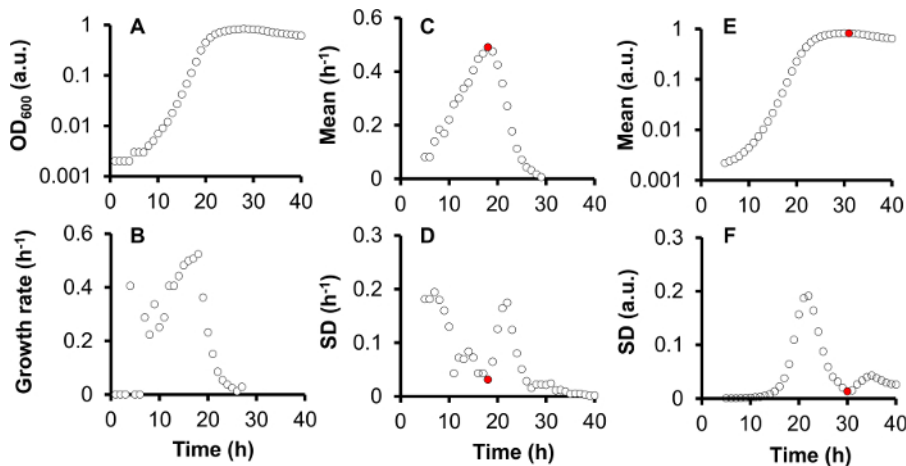 A
OD600 (a.u.)
1
0.1
0.01
0.001
0 10 20 30 40
C
Mean (h-1)
0.6
0.4
0.2
0
0 10 20 30 40
E
Mean (a.u.)
1
0.1
0.01
0.001
0 10 20 30 40
B
Growth rate (h-1)
0.6
0.4
0.2
0
0 10 20 30 40
Time (h)
D
SD (h-1)
0.3
0.2
0.1
0
0 10 20 30 40
Time (h)
F
SD (a.u.)
0.3
0.2
0.1
0
0 10 20 30 40
Time (h)